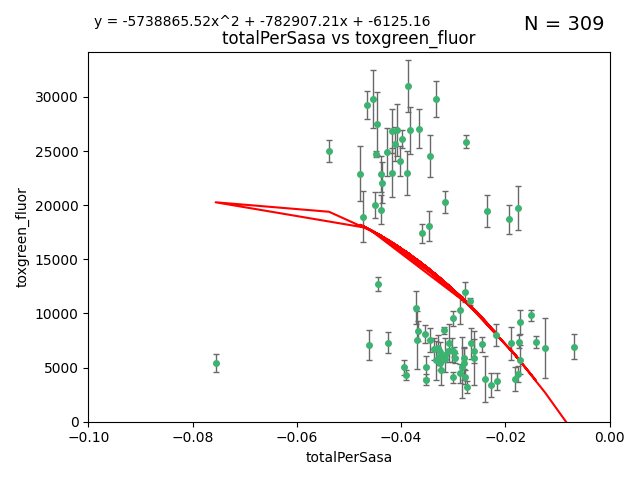 y = -5738865.52x^2 + -782907.21x + -6125.16
N = 309
totalPerSasa vs toxgreen_fluor
toxgreen_fluor
30000
25000
20000
15000
10000
5000
0
−0.10
−0.08
−0.06
−0.04
−0.02
0.00
totalPerSasa